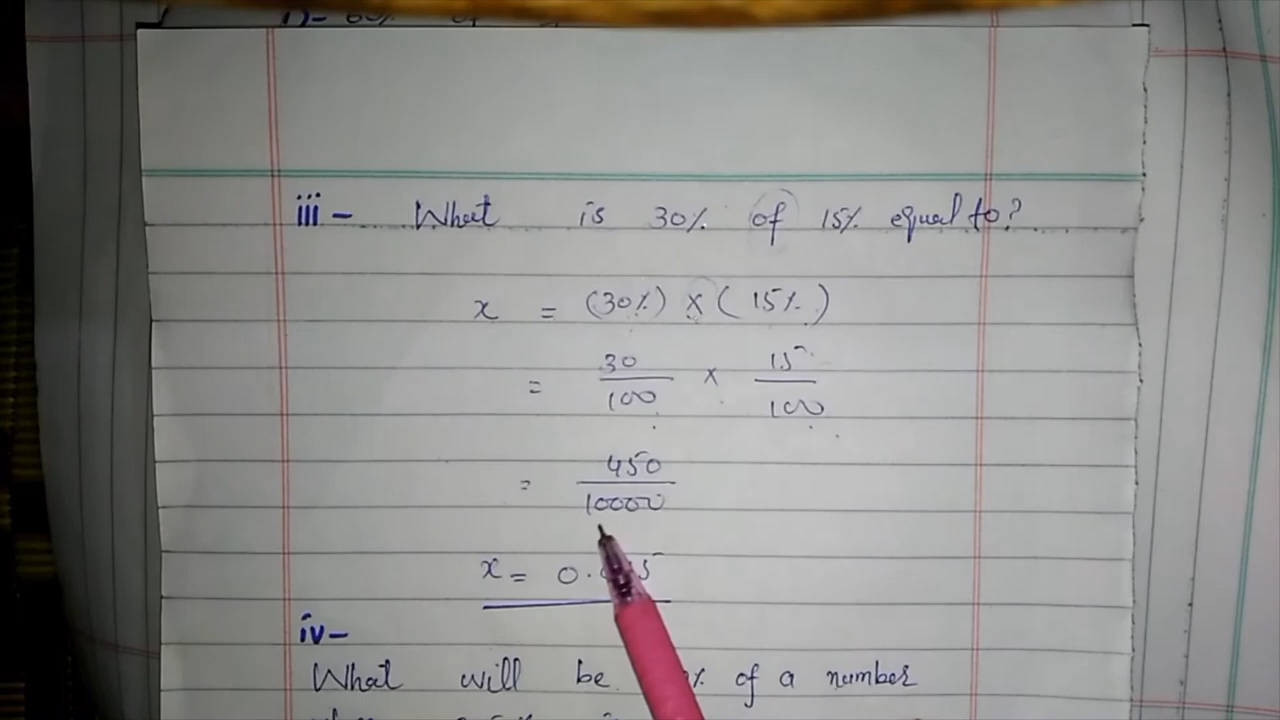 iii - What is 30% of 15% equal to?
x = (30%) × (15%)
= 30/100 × 15/100
= 450/10000
x = 0.
iv-
What will be % of a number